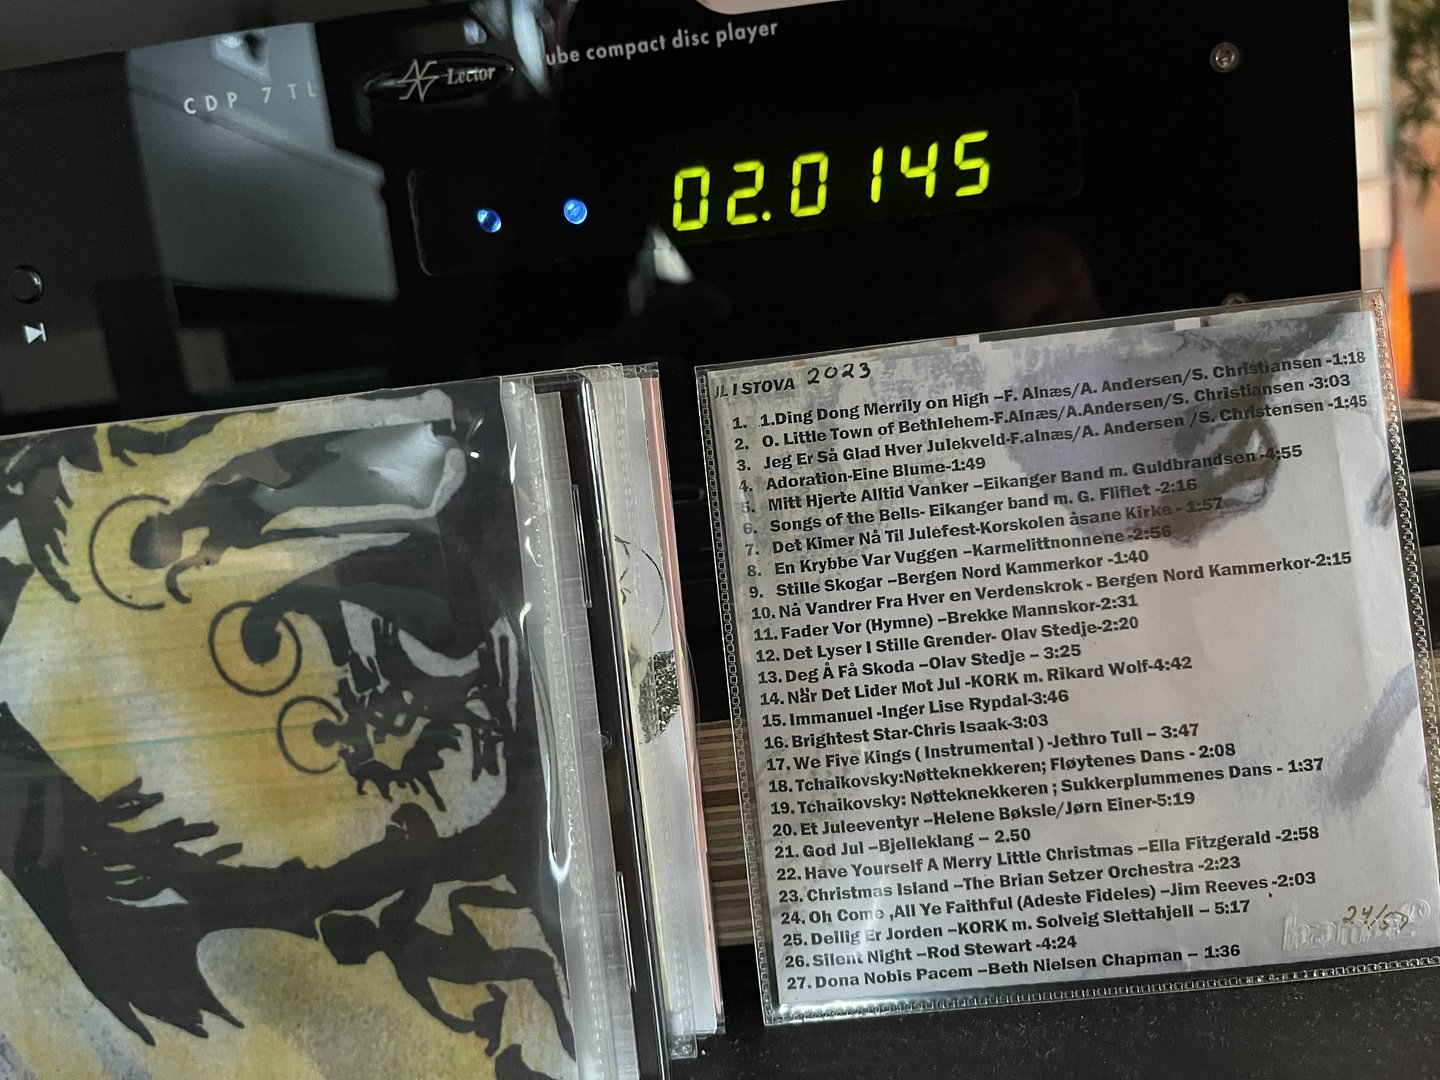 CDP 7 TL
Lector
ube compact disc player
02.0145
JL I STOVA 2023
1. 1.Ding Dong Merrily on High –F. Alnæs/A. Andersen/S. Christiansen -1:18
2. O. Little Town of Bethlehem-F.Alnæs/A.Andersen/S. Christiansen -3:03
3. Jeg Er Så Glad Hver Julekveld-F.alnæs/A. Andersen /S. Christensen -1:45
4. Adoration-Eine Blume-1:49
5. Mitt Hjerte Alltid Vanker –Eikanger Band m. Guldbrandsen -4:55
6. Songs of the Bells- Eikanger band m. G. Fliflet -2:16
7. Det Kimer Nå Til Julefest-Korskolen åsane Kirke - 1:57
8. En Krybbe Var Vuggen –Karmelittnonnene -2:56
9. Stille Skogar –Bergen Nord Kammerkor -1:40
10. Nå Vandrer Fra Hver en Verdenskrok - Bergen Nord Kammerkor-2:15
11. Fader Vor (Hymne) –Brekke Mannskor-2:31
12. Det Lyser I Stille Grender- Olav Stedje-2:20
13. Deg Å Få Skoda –Olav Stedje – 3:25
14. När Det Lider Mot Jul -KORK m. Rikard Wolf-4:42
15. Immanuel -Inger Lise Rypdal-3:46
16. Brightest Star-Chris Isaak-3:03
17. We Five Kings ( Instrumental ) -Jethro Tull – 3:47
18. Tchaikovsky:Nøtteknekkeren; Fløytenes Dans - 2:08
19. Tchaikovsky: Nøtteknekkeren ; Sukkerplummenes Dans - 1:37
20. Et Juleeventyr –Helene Bøksle/Jørn Einer-5:19
21. God Jul –Bjelleklang – 2.50
22. Have Yourself A Merry Little Christmas –Ella Fitzgerald -2:58
23. Christmas Island –The Brian Setzer Orchestra -2:23
24. Oh Come ,All Ye Faithful (Adeste Fideles) –Jim Reeves -2:03
25. Deilig Er Jorden –KORK m. Solveig Slettahjell – 5:17
26. Silent Night –Rod Stewart -4:24
27. Dona Nobis Pacem –Beth Nielsen Chapman – 1:36
24/50